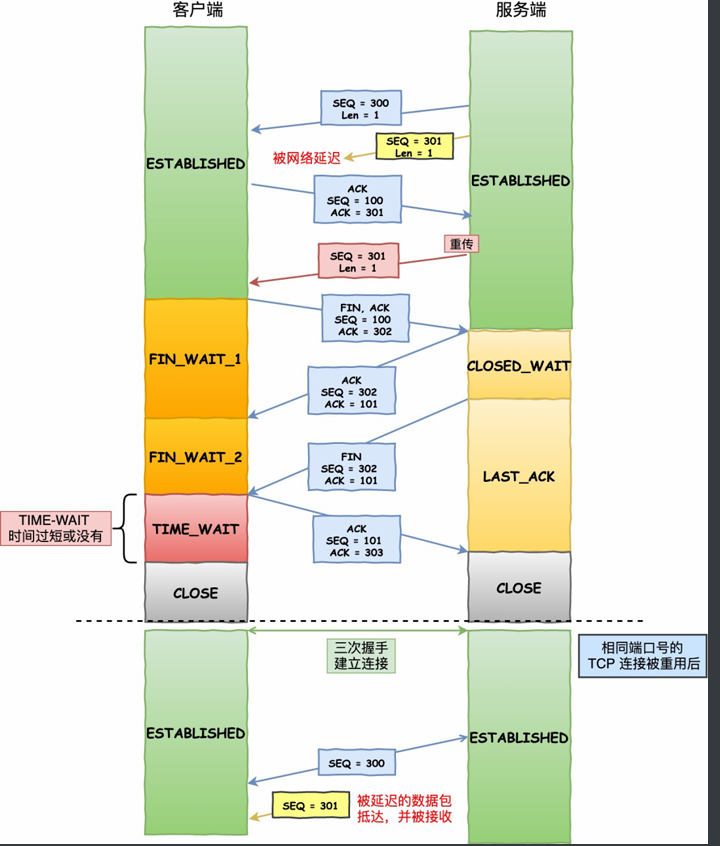 客户端
服务端
SEQ = 300
Len = 1
SEQ = 301
Len = 1
被网络延迟
ESTABLISHED
ESTABLISHED
ACK
SEQ = 100
ACK = 301
重传
SEQ = 301
Len = 1
FIN, ACK
SEQ = 100
ACK = 302
FIN_WAIT_1
CLOSED_WAIT
ACK
SEQ = 302
ACK = 101
FIN_WAIT_2
FIN
SEQ = 302
ACK = 101
LAST_ACK
TIME-WAIT
时间过短或没有
TIME_WAIT
ACK
SEQ = 101
ACK = 303
CLOSE
CLOSE
三次握手
建立连接
相同端口号的
TCP 连接被重用后
ESTABLISHED
ESTABLISHED
SEQ = 300
SEQ = 301
被延迟的数据包
抵达，并被接收